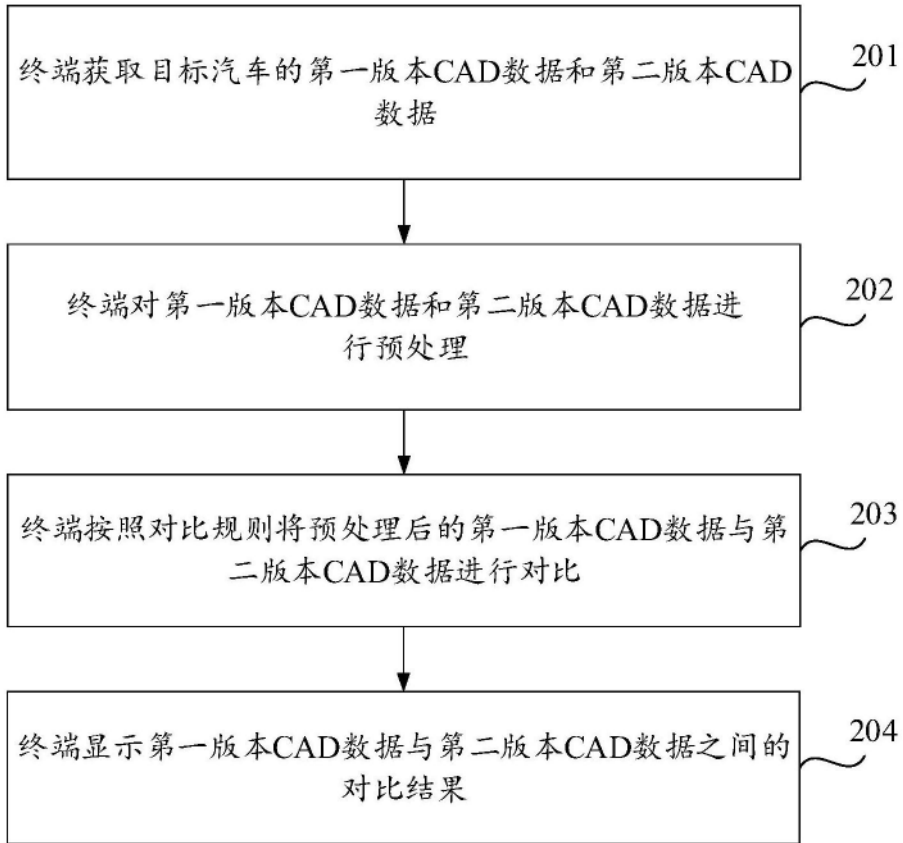 终端获取目标汽车的第一版本CAD数据和第二版本CAD
数据
201
终端对第一版本CAD数据和第二版本CAD数据进
行预处理
202
终端按照对比规则将预处理后的第一版本CAD数据与第
二版本CAD数据进行对比
203
终端显示第一版本CAD数据与第二版本CAD数据之间的
对比结果
204